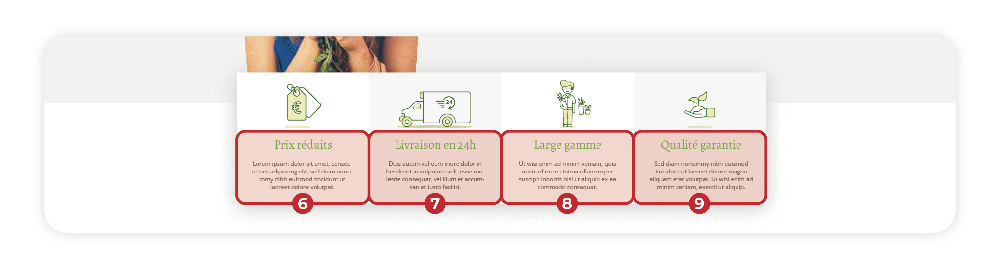 €
24
Prix réduits
Lorem ipsum dolor sit amet, consec-
tetuer adipiscing elit, sed diam nonu-
mmy nibh euismod tincidunt ut
laoreet dolore volutpat.
6
Livraison en 24h
Duis autem vel eum iriure dolor in
hendrerit in vulputate velit esse mo-
lestie consequat, vel illum et accum-
san et iusto facilisi.
7
Large gamme
Ut wisi enim ad minim veniam, quis
nostrud exerci tation ullamcorper
suscipit lobortis nisl ut aliquip ex ea
commodo consequat.
8
Qualité garantie
Sed diam nonummy nibh euismod
tincidunt ut laoreet dolore magna
aliquam erat volutpat. Ut wisi enim ad
minim veniam, exercil ut aliquip.
9